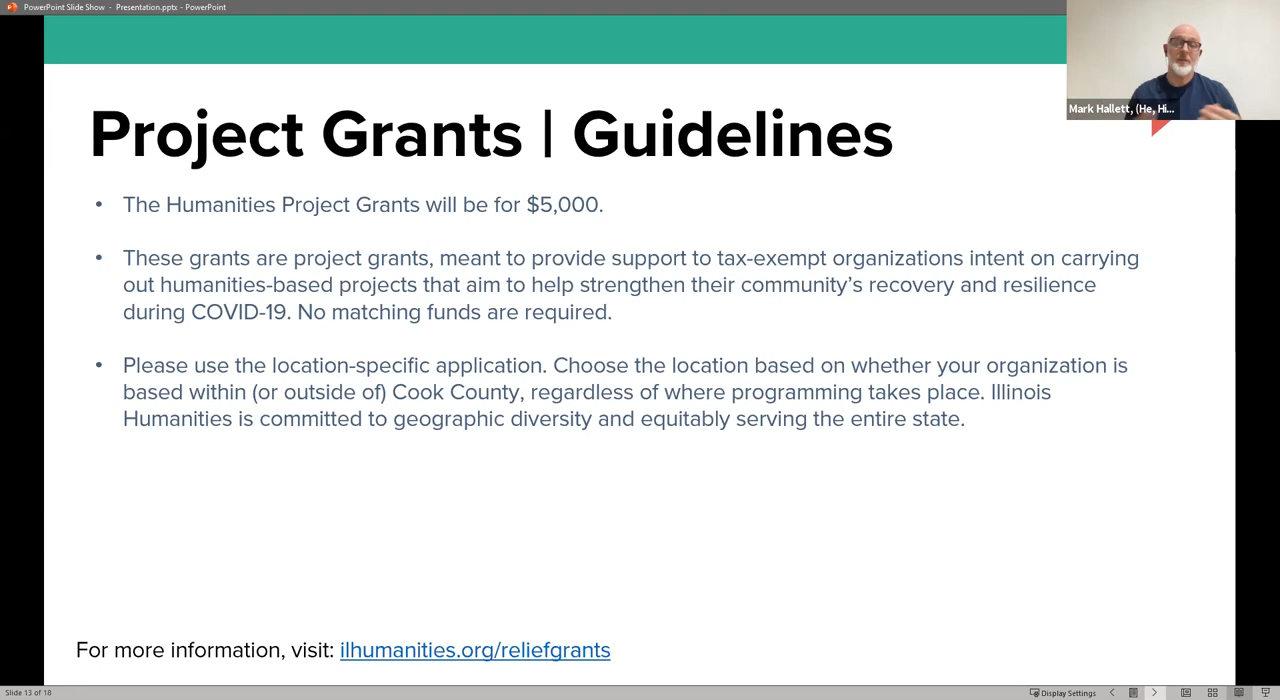 PowerPoint Slide Show - Presentation.pptx - PowerPoint
Mark Hallett, (He, Hi...
Project Grants | Guidelines
• The Humanities Project Grants will be for $5,000.
• These grants are project grants, meant to provide support to tax-exempt organizations intent on carrying
out humanities-based projects that aim to help strengthen their community’s recovery and resilience
during COVID-19. No matching funds are required.
• Please use the location-specific application. Choose the location based on whether your organization is
based within (or outside of) Cook County, regardless of where programming takes place. Illinois
Humanities is committed to geographic diversity and equitably serving the entire state.
For more information, visit: ilhumanities.org/reliefgrants
Slide 13 of 18
Display Settings